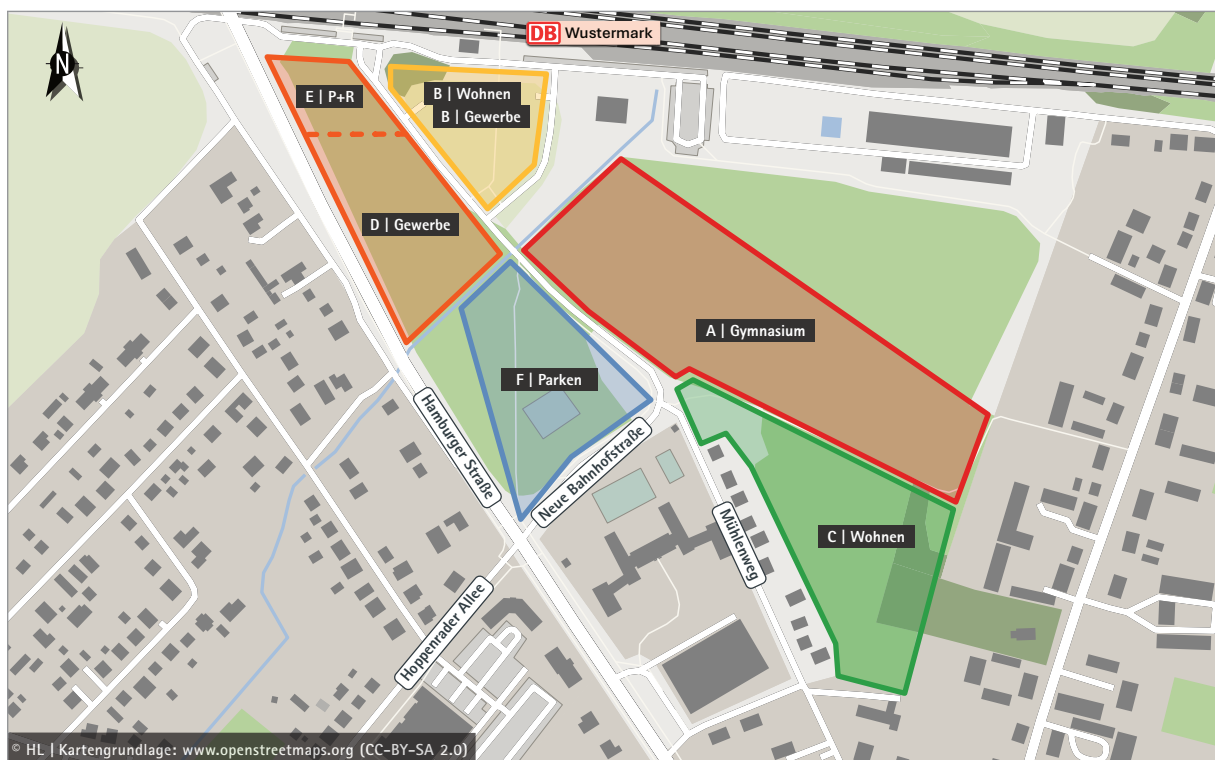 N
DB Wustermark
E | P+R
B | Wohnen
B | Gewerbe
D | Gewerbe
A | Gymnasium
F | Parken
Hamburger Straße
Neue Bahnhofstraße
C | Wohnen
Mühlenweg
Hoppenrader Allee
© HL | Kartengrundlage: www.openstreetmaps.org (CC-BY-SA 2.0)